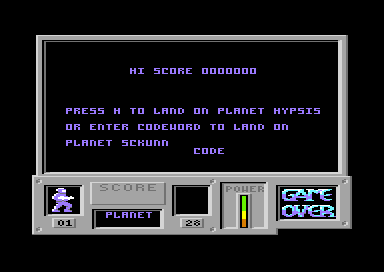 HI SCORE 0000000
PRESS H TO LAND ON PLANET HYPSIS
OR ENTER CODEWORD TO LAND ON
PLANET SCKUNN
CODE
SCORE
POWER
GAME
OVER
PLANET
01
28